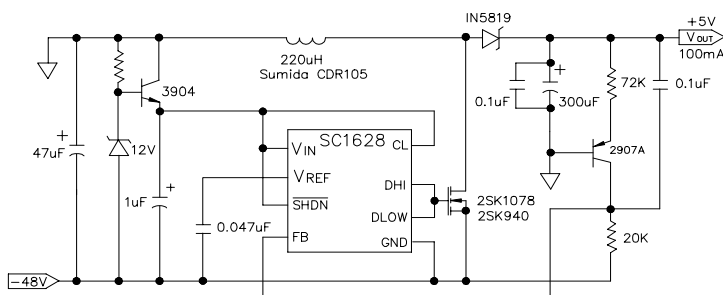 IN5819
+5V
VOUT
100mA
220uH
Sumida CDR105
3904
47uF
+
12V
1uF
+
SC1628
VIN
CL
VREF
DHI
SHDN
DLOW
FB
GND
0.047uF
2SK1078
2SK940
0.1uF
+
300uF
72K
0.1uF
2907A
20K
-48V